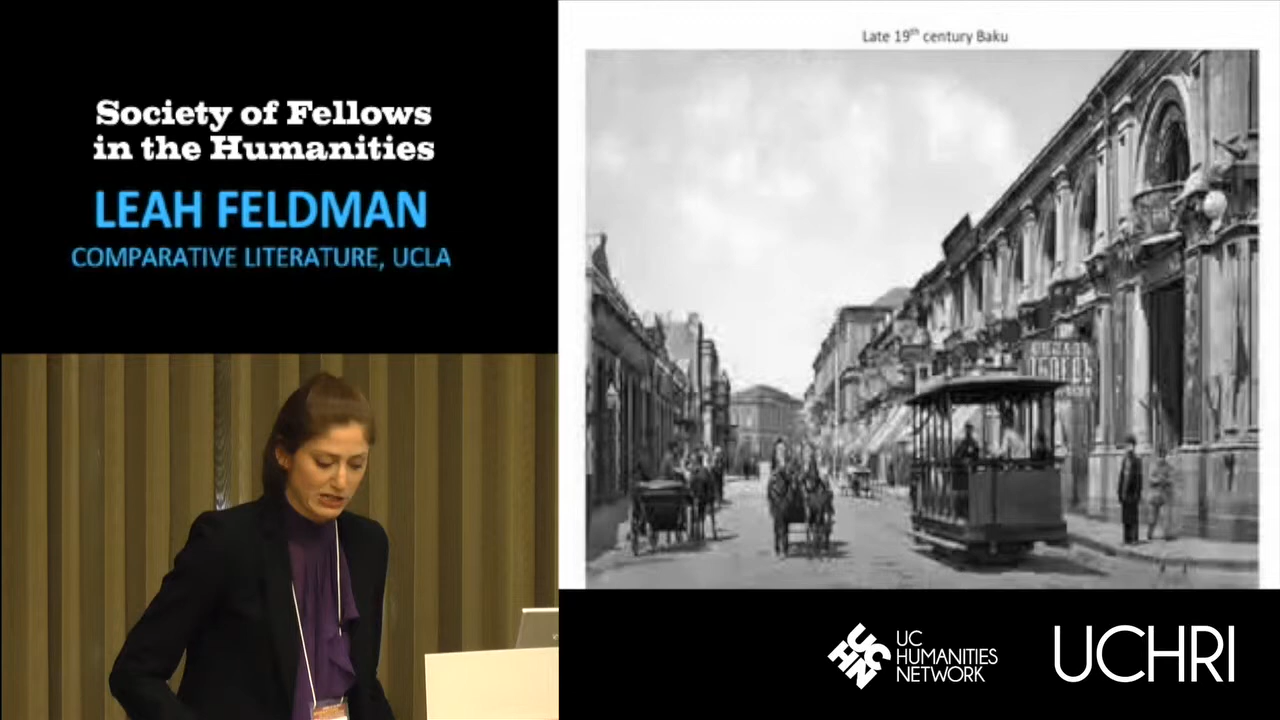 Society of Fellows
in the Humanities
LEAH FELDMAN
COMPARATIVE LITERATURE, UCLA
Late 19th century Baku
UC
HUMANITIES
NETWORK
UCHRI